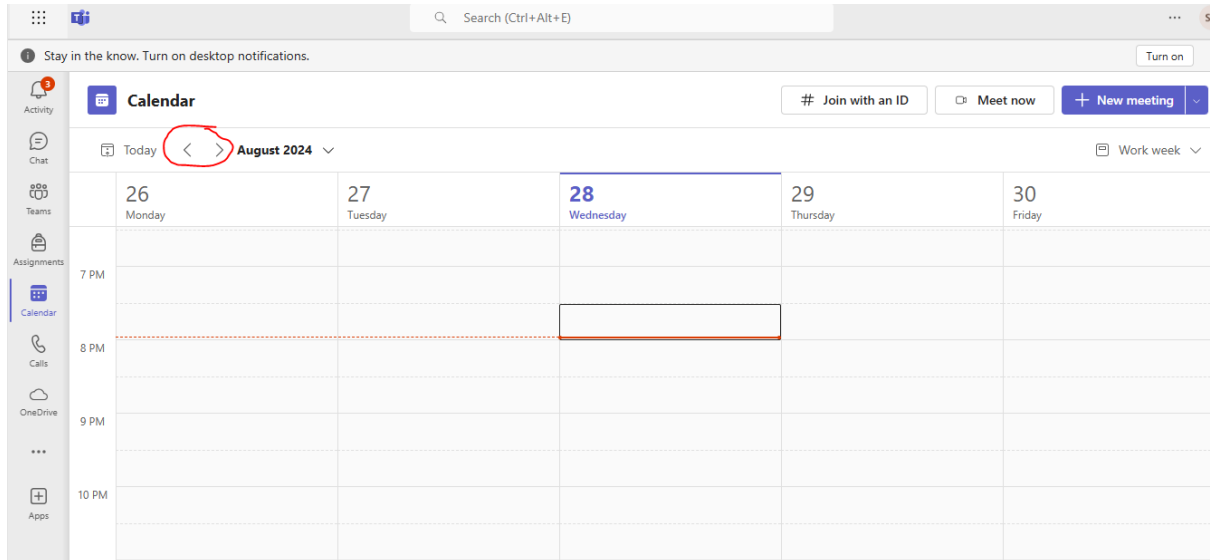 Search (Ctrl+Alt+E)
S
Stay in the know. Turn on desktop notifications.
Turn on
3
Activity
Chat
Teams
Assignments
Calendar
Calls
OneDrive
Apps
Calendar
# Join with an ID
Meet now
+ New meeting
Today
August 2024
Work week
26 27 28 29 30
Monday Tuesday Wednesday Thursday Friday
7 PM
8 PM
9 PM
10 PM